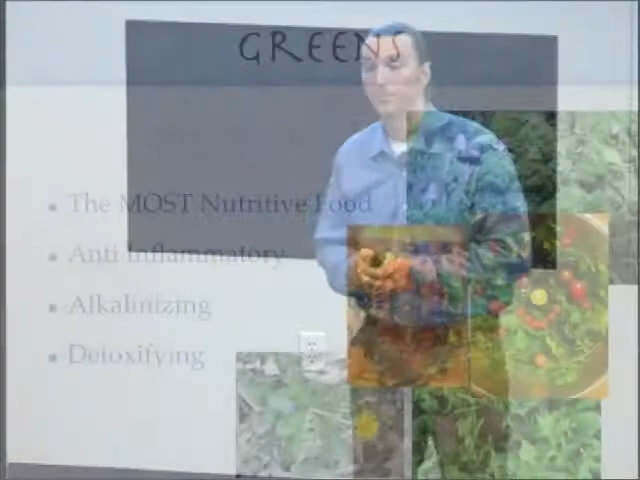 GREENS
The MOST Nutritive Food
Anti Inflammatory
Alkalinizing
Detoxifying